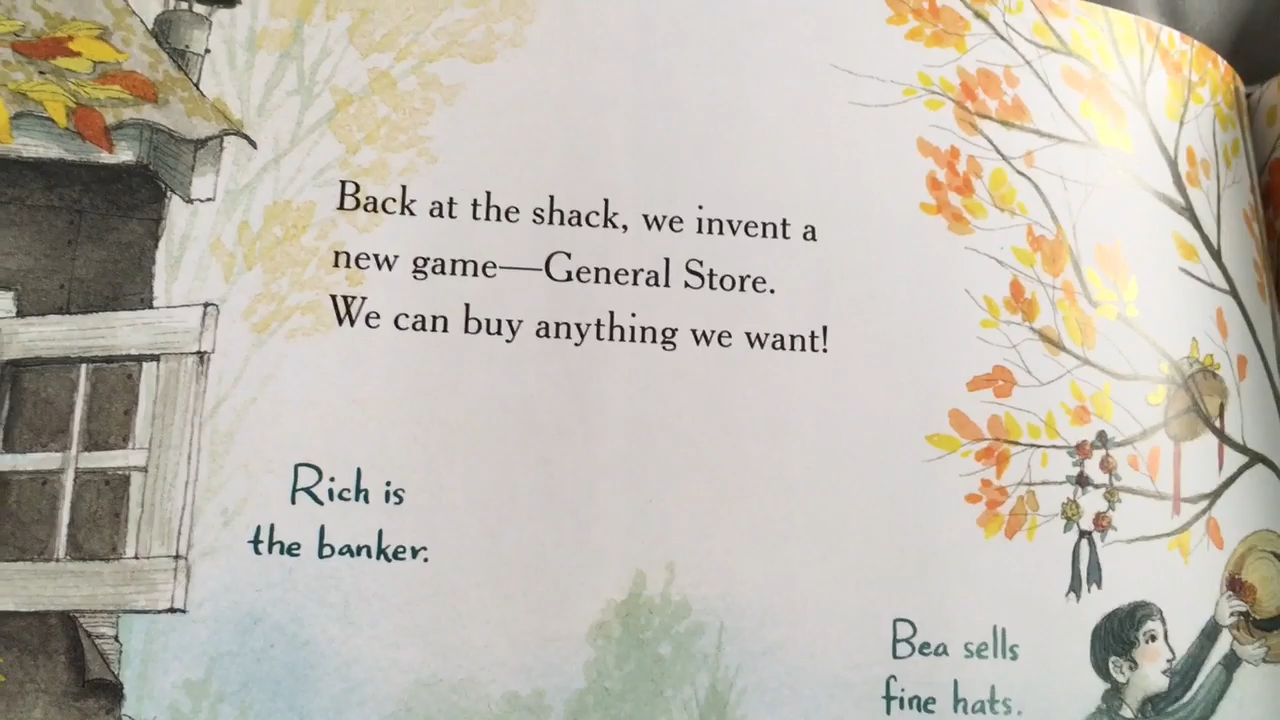 Back at the shack, we invent a
new game—General Store.
We can buy anything we want!
Rich is
the banker.
Bea sells
fine hats.